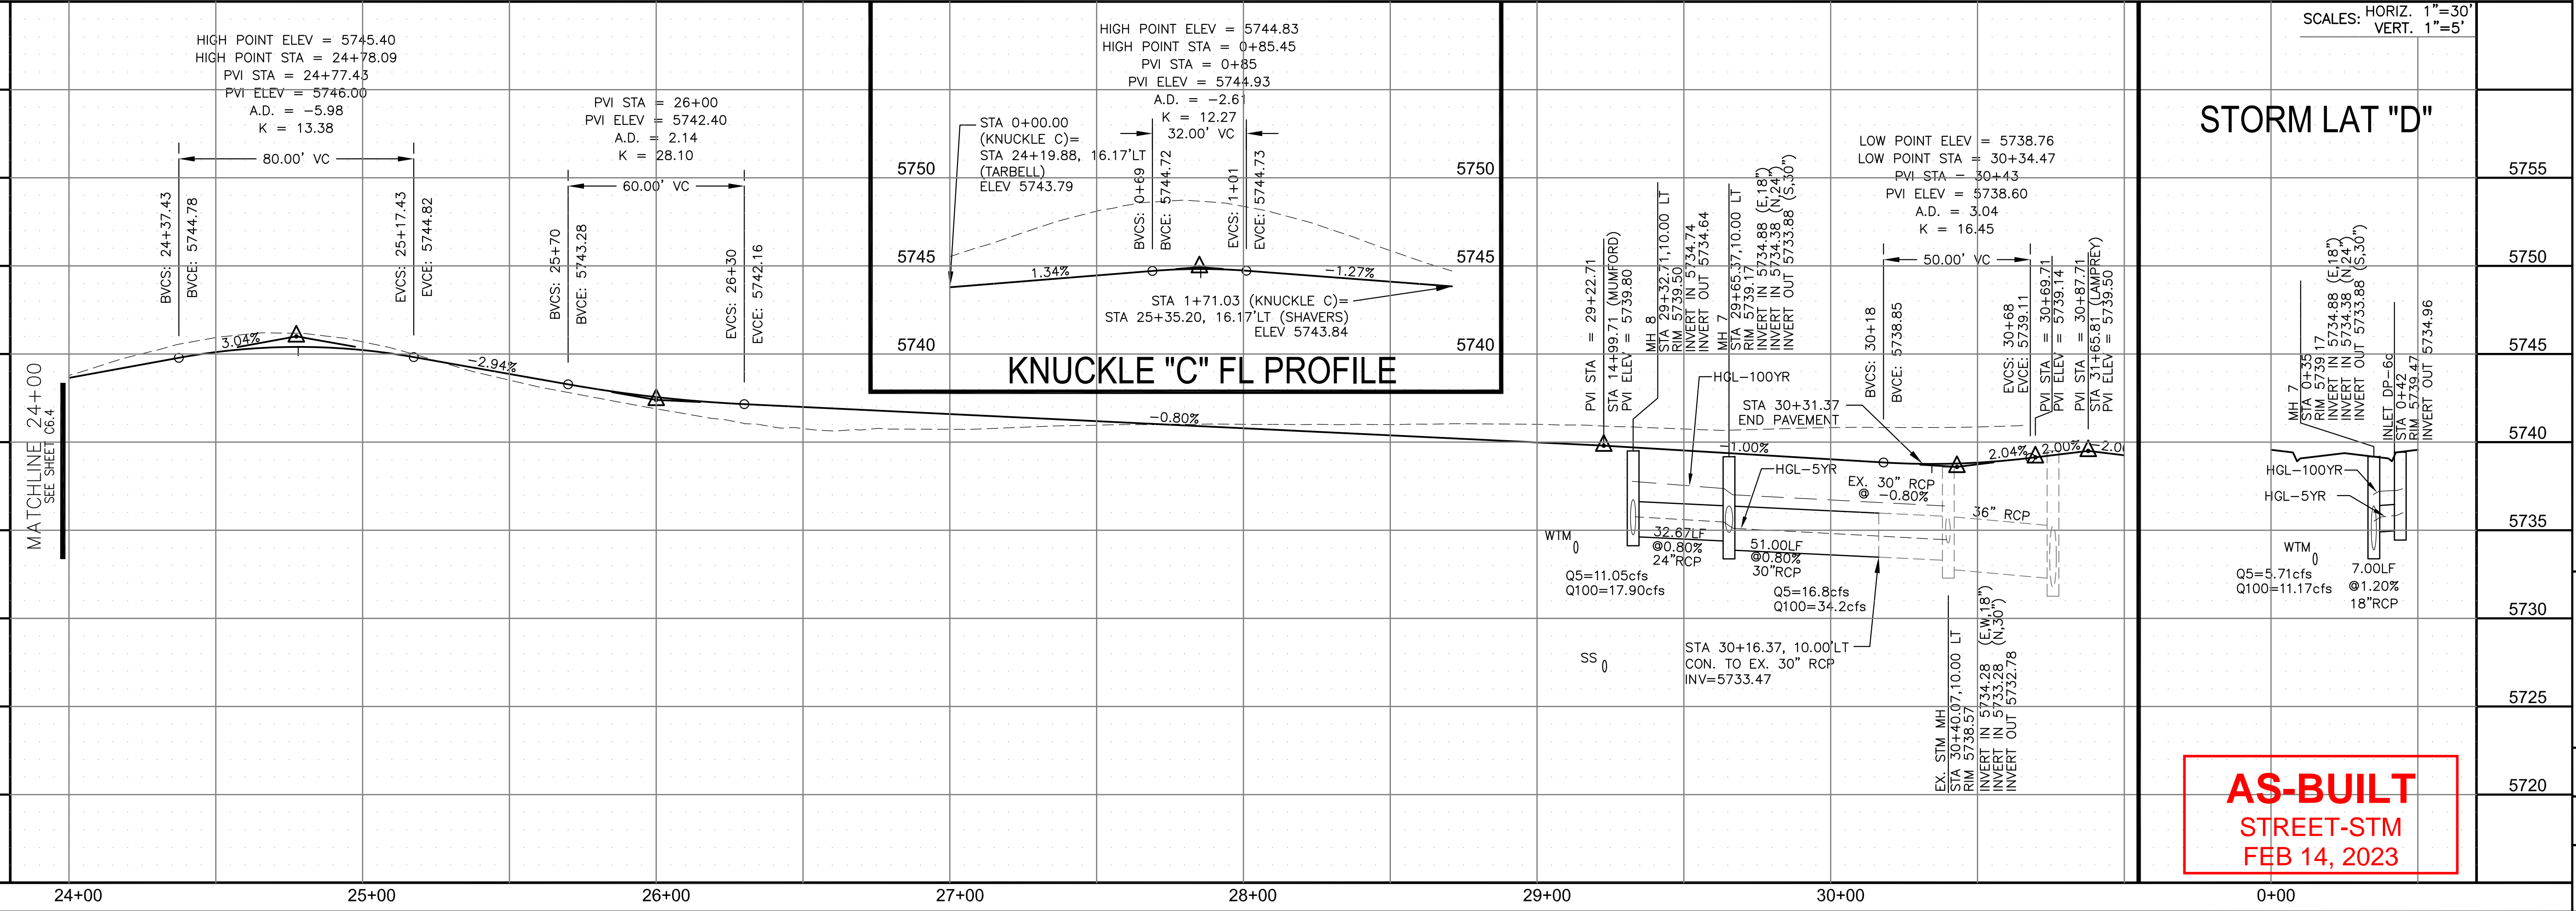 HIGH POINT ELEV = 5745.40
HIGH POINT STA = 24+78.09
PVI STA = 24+77.43
PVI ELEV = 5746.00
A.D. = -5.98
K = 13.38
80.00' VC
BVCS: 24+37.43
BVCE: 5744.78
EVCS: 25+17.43
EVCE: 5744.82
3.04%
-2.94%
MATCHLINE 24+00
SEE SHEET C6.4
PVI STA = 26+00
PVI ELEV = 5742.40
A.D. = 2.14
K = 28.10
60.00' VC
BVCS: 25+70
BVCE: 5743.28
EVCS: 26+30
EVCE: 5742.16
-0.80%
HIGH POINT ELEV = 5744.83
HIGH POINT STA = 0+85.45
PVI STA = 0+85
PVI ELEV = 5744.93
A.D. = -2.61
K = 12.27
32.00' VC
STA 0+00.00
(KNUCKLE C)=
STA 24+19.88, 16.17'LT
(TARBELL)
ELEV 5743.79
BVCS: 0+69
BVCE: 5744.72
EVCS: 1+01
EVCE: 5744.73
5750
5750
5745
5745
5740
5740
1.34%
-1.27%
STA 1+71.03 (KNUCKLE C)=
STA 25+35.20, 16.17'LT (SHAVERS)
ELEV 5743.84
KNUCKLE "C" FL PROFILE
PVI STA = 29+22.71
STA 14+99.71 (MUMFORD)
PVI ELEV = 5739.80
MH 8
STA 29+32.71,10.00 LT
RIM 5739.50
INVERT IN 5734.74
INVERT OUT 5734.64
MH 7
STA 29+65.37,10.00 LT
RIM 5739.17
INVERT IN 5734.88 (E,18")
INVERT IN 5734.38 (N,24")
INVERT OUT 5733.88 (S,30")
LOW POINT ELEV = 5738.76
LOW POINT STA = 30+34.47
PVI STA = 30+43
PVI ELEV = 5738.60
A.D. = 3.04
K = 16.45
50.00' VC
BVCS: 30+18
BVCE: 5738.85
EVCS: 30+68
EVCE: 5739.11
PVI STA = 30+69.71
PVI ELEV = 5739.14
PVI STA = 30+87.71
STA 31+65.81 (LAMPREY)
PVI ELEV = 5739.50
HGL-100YR
STA 30+31.37
END PAVEMENT
-1.00%
2.04%
2.00%
-2.0
HGL-5YR
EX. 30" RCP
@ -0.80%
36" RCP
WTM
32.67LF
@0.80%
24"RCP
51.00LF
@0.80%
30"RCP
Q5=11.05cfs
Q100=17.90cfs
Q5=16.8cfs
Q100=34.2cfs
SS
STA 30+16.37, 10.00'LT
CON. TO EX. 30" RCP
INV=5733.47
EX. STM MH
STA 30+40.07,10.00 LT
RIM 5738.57
INVERT IN 5734.28 (E,W,18")
INVERT IN 5733.28 (N,30")
INVERT OUT 5732.78
SCALES: HORIZ. 1"=30'
VERT. 1"=5'
STORM LAT "D"
MH 7
STA 0+35
RIM 5739.17
INVERT IN 5734.88 (E,18")
INVERT IN 5734.38 (N,24")
INVERT OUT 5733.88 (S,30")
INLET DP-6c
STA 0+42
RIM 5739.47
INVERT OUT 5734.96
HGL-100YR
HGL-5YR
WTM
Q5=5.71cfs
Q100=11.17cfs
7.00LF
@1.20%
18"RCP
5755
5750
5745
5740
5735
5730
5725
5720
AS-BUILT
STREET-STM
FEB 14, 2023
24+00
25+00
26+00
27+00
28+00
29+00
30+00
0+00